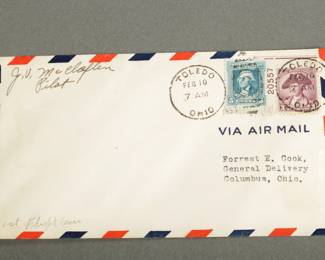 J.V. McClaflin
Pilot
TOLEDO
FEB 10
7 AM
OHIO
20557
TOLEDO
OHIO
VIA AIR MAIL
Forrest E. Cook,
General Delivery
Columbus, Ohio.